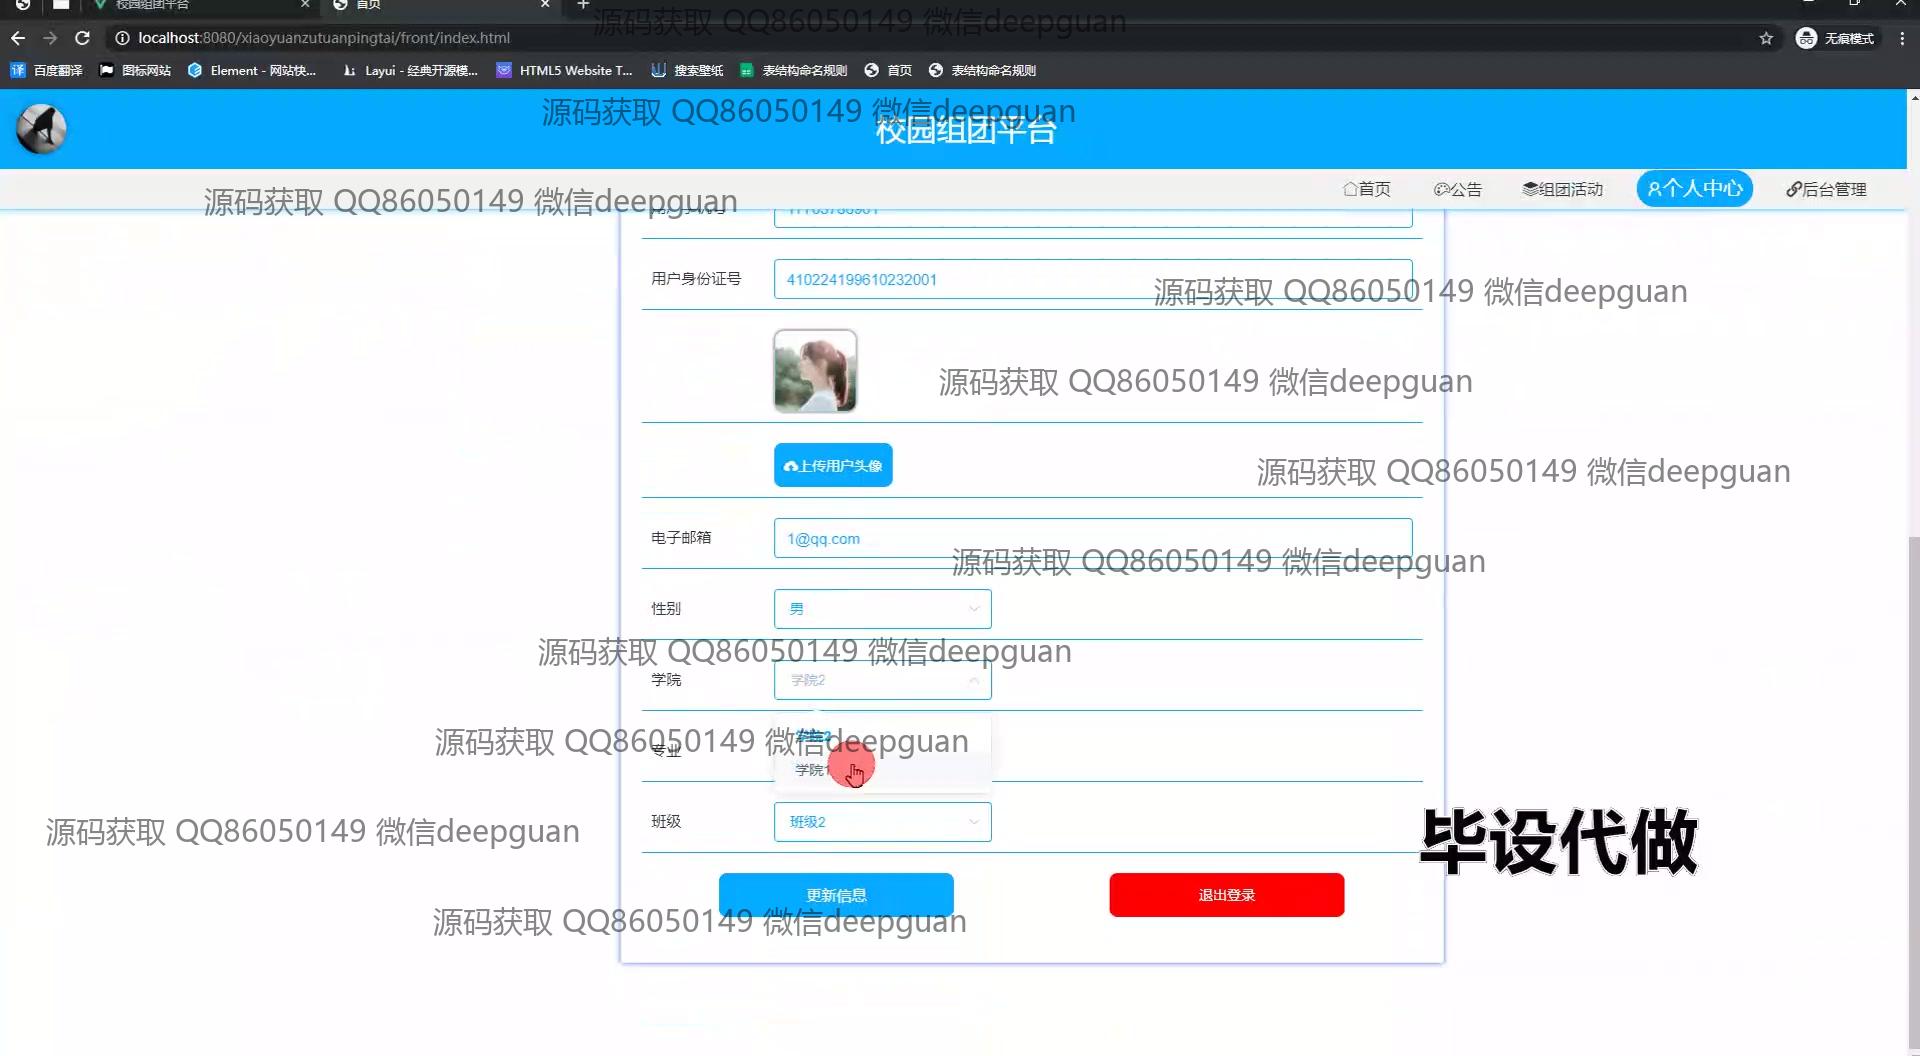 校园组团平台
首页
源码获取 QQ86050149 微信deepguan
localhost:8080/xiaoyuanzutuanpingtai/front/index.html
无痕模式
百度翻译
图标网站
Element - 网站快...
Layui - 经典开源模...
HTML5 Website T...
搜索壁纸
表结构命名规则
首页
表结构命名规则
源码获取 QQ86050149 微信deepguan
校园组团平台
源码获取 QQ86050149 微信deepguan
首页
公告
组团活动
个人中心
后台管理
用户身份证号
410224199610232001
源码获取 QQ86050149 微信deepguan
源码获取 QQ86050149 微信deepguan
上传用户头像
源码获取 QQ86050149 微信deepguan
电子邮箱
1@qq.com
源码获取 QQ86050149 微信deepguan
性别
男
源码获取 QQ86050149 微信deepguan
学院
学院2
学院2
源码获取 QQ86050149 微信deepguan
专业
学院1
班级
班级2
源码获取 QQ86050149 微信deepguan
毕设代做
更新信息
退出登录
源码获取 QQ86050149 微信deepguan